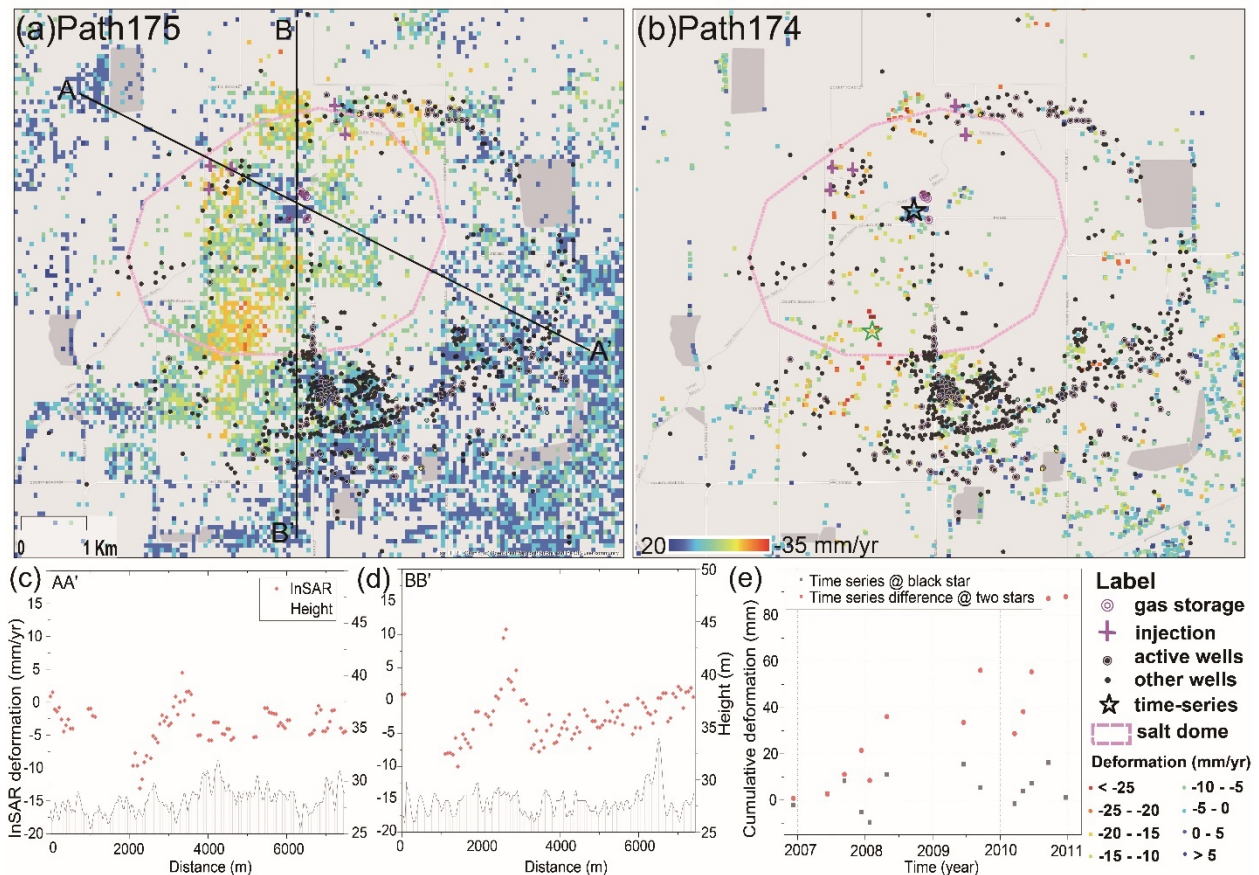 (a)Path175
B
A
A'
B'
0 1 Km
(b)Path174
20 -35 mm/yr
(c) AA'
InSAR
Height
InSAR deformation (mm/yr)
15
10
5
0
-5
-10
-15
-20
45
40
35
30
25
2000 4000 6000
Distance (m)
(d) BB'
15
10
5
0
-5
-10
-15
-20
50
45
40
35
30
25
Height (m)
0 2000 4000 6000
Distance (m)
(e)
Time series @ black star
Time series difference @ two stars
Cumulative deformation (mm)
80
60
40
20
0
2007 2008 2009 2010 2011
Time (year)
Label
gas storage
injection
active wells
other wells
time-series
salt dome
Deformation (mm/yr)
< -25 -10 - -5
-25 - -20 -5 - 0
-20 - -15 0 - 5
-15 - -10 > 5